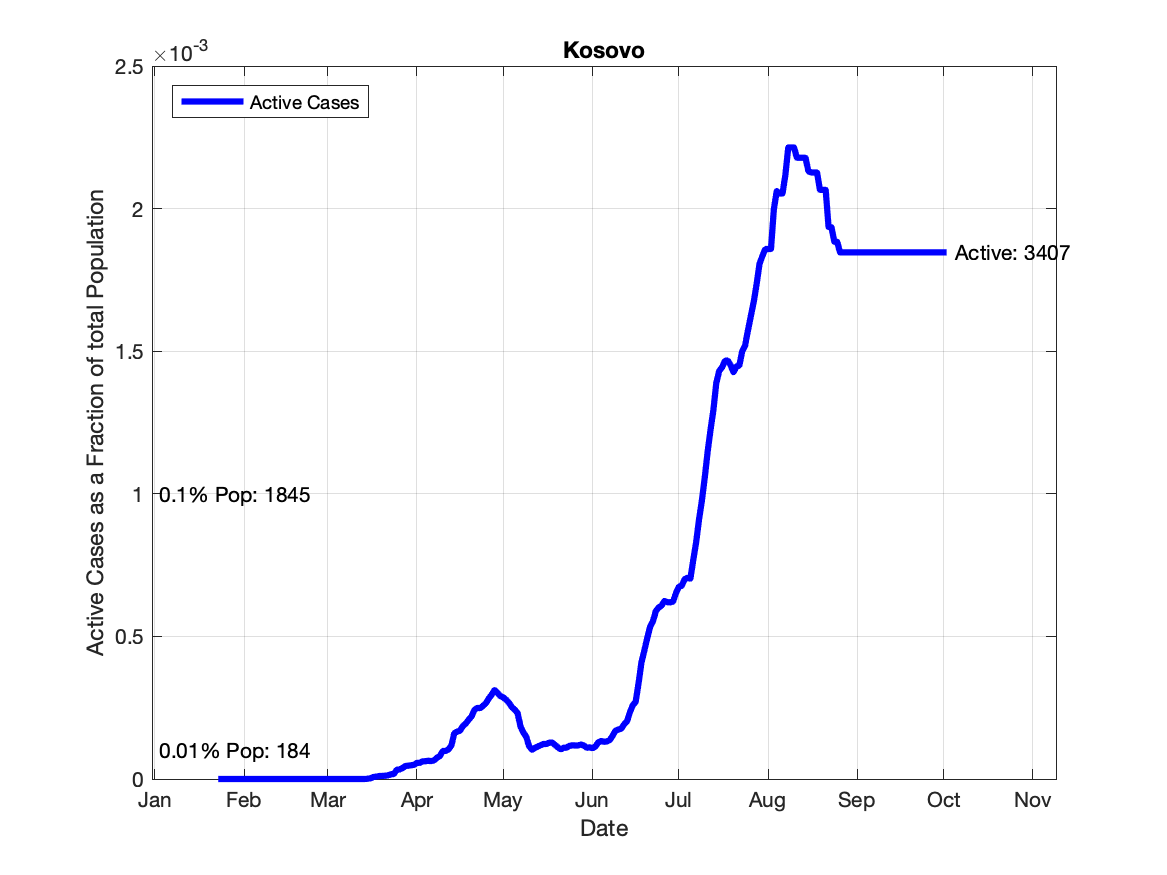 Kosovo
×10-3
2.5
2
1.5
1
0.5
0
Active Cases as a Fraction of total Population
Active Cases
Active: 3407
0.1% Pop: 1845
0.01% Pop: 184
Jan Feb Mar Apr May Jun Jul Aug Sep Oct Nov
Date